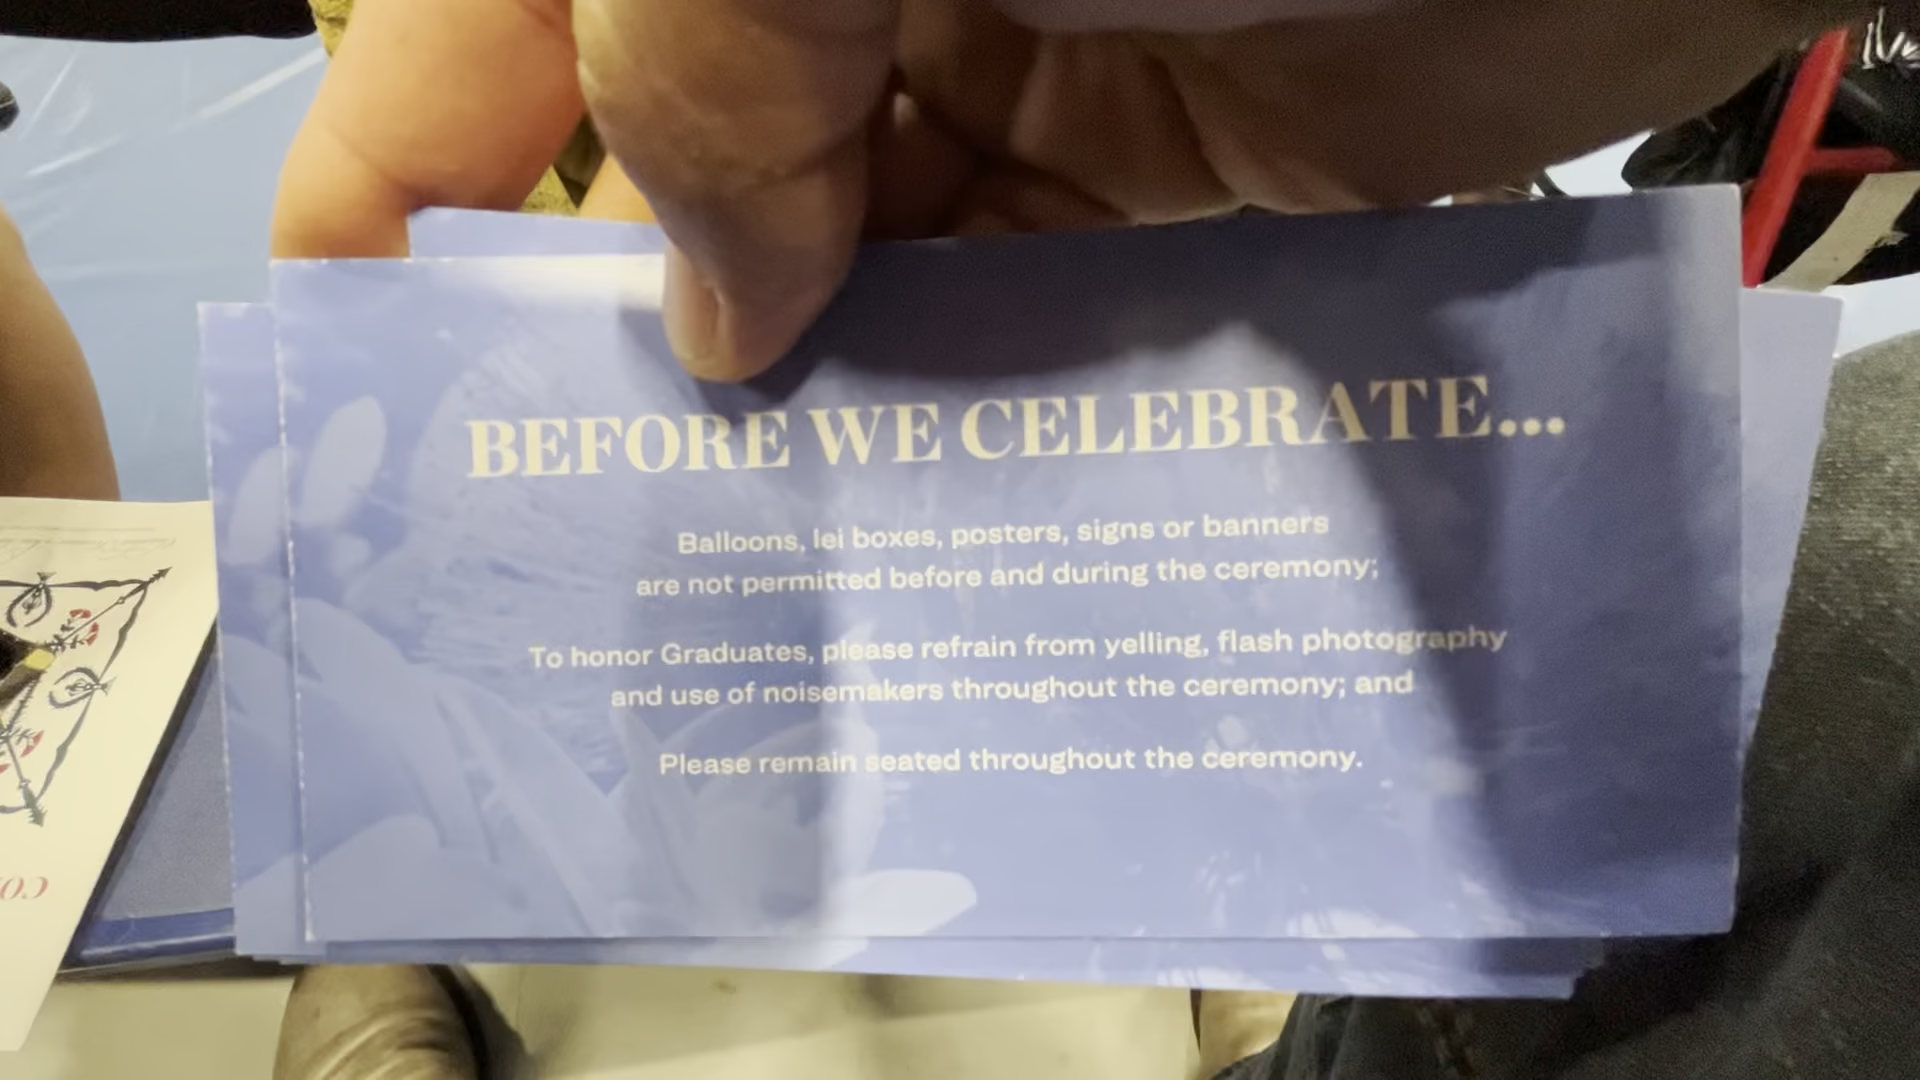 BEFORE WE CELEBRATE...
Balloons, lei boxes, posters, signs or banners
are not permitted before and during the ceremony;
To honor Graduates, please refrain from yelling, flash photography
and use of noisemakers throughout the ceremony; and
Please remain seated throughout the ceremony.